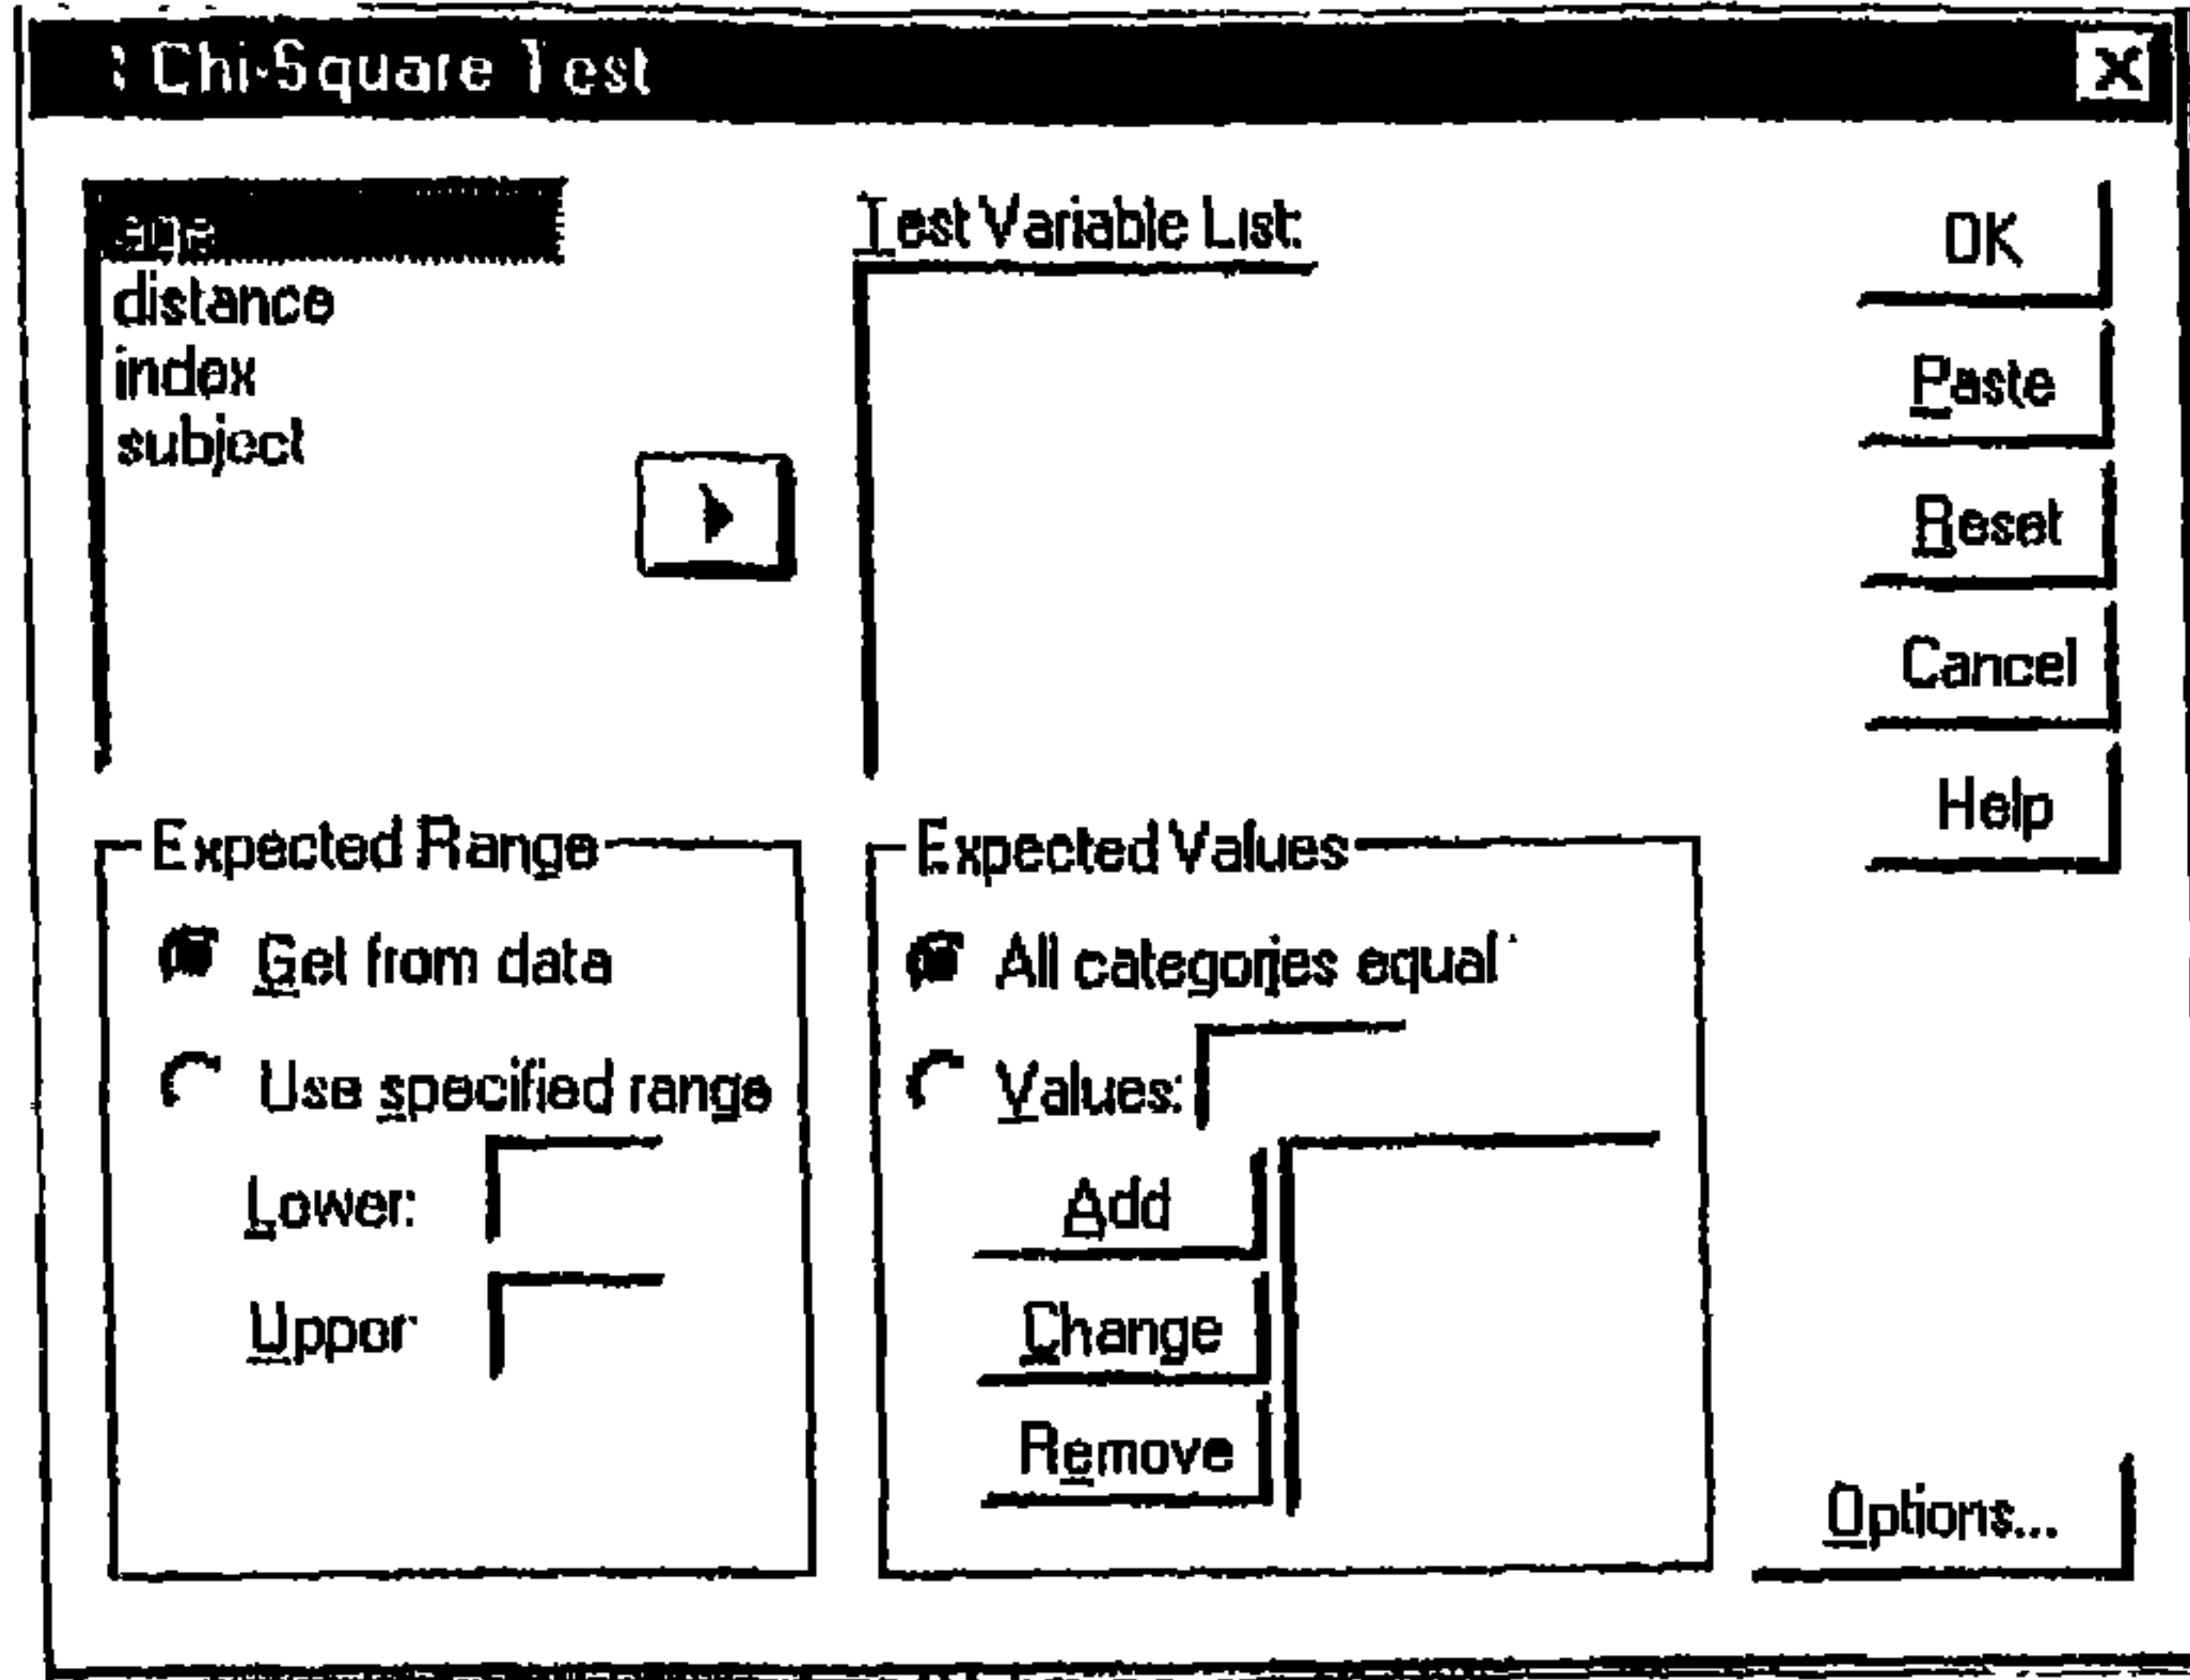 Chi-Square Test
Test Variable List:
distance
index
subject
OK
Paste
Reset
Cancel
Help
Expected Range
Get from data
Use specified range
Lower:
Upper:
Expected Values
All categories equal
Values:
Add
Change
Remove
Options...